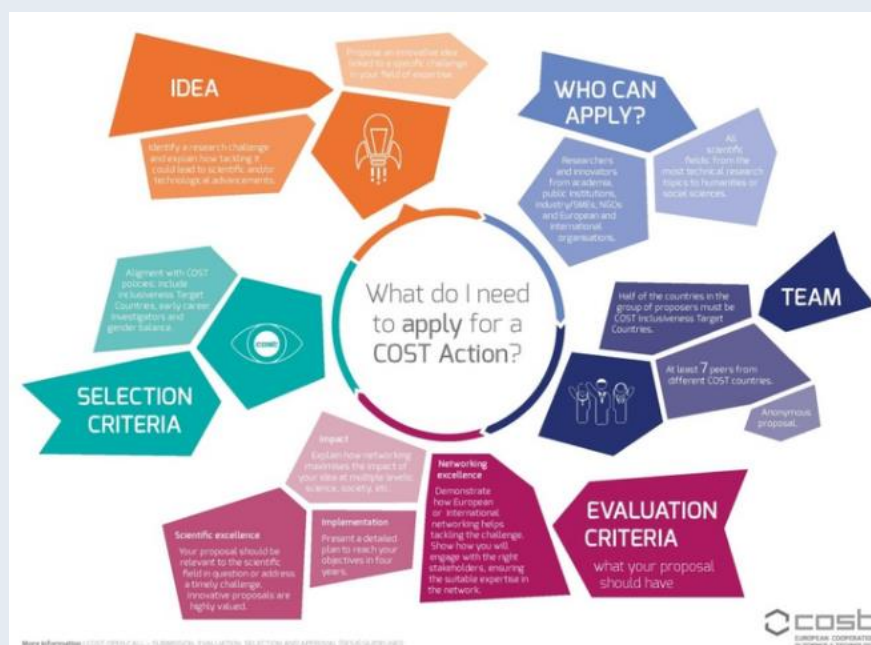 IDEA
Propose an innovative idea
linked to a specific challenge
in your field of expertise.
Identify a research challenge
and explain how tackling it
could lead to scientific and/or
technological advancements.
WHO CAN
APPLY?
Researchers
and innovators
from academia,
public institutions,
industry/SMEs, NGOs
and European and
international
organisations.
All
scientific
fields: from the
most technical research
topics to humanities or
social sciences.
TEAM
Half of the countries in the
group of proposers must be
COST Inclusiveness Target
Countries.
At least 7 peers from
different COST countries.
Anonymous
proposal.
What do I need
to apply for a
COST Action?
Aligment with COST
policies; include
Inclusiveness Target
Countries, early career
Investigators and
gender balance.
cost
SELECTION
CRITERIA
Impact
Explain how networking
maximises the impact of
your idea at multiple levels:
science, society, etc.
Scientific excellence
Your proposal should be
relevant to the scientific
field in question or address
a timely challenge.
Innovative proposals are
highly valued.
Implementation
Present a detailed
plan to reach your
objectives in four
years.
Networking
excellence
Demonstrate
how European
or international
networking helps
tackling the challenge.
Show how you will
engage with the right
stakeholders, ensuring
the suitable expertise in
the network.
EVALUATION
CRITERIA
what your proposal
should have
cost
EUROPEAN COOPERATION
More information